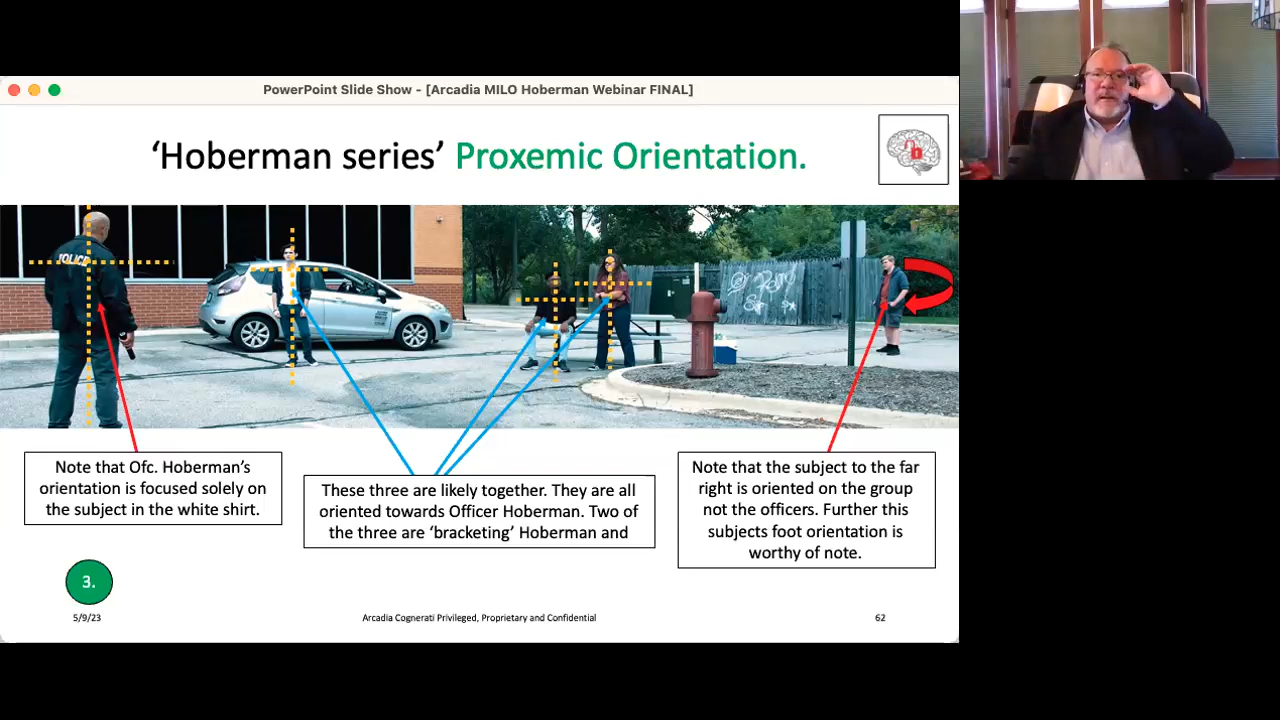 PowerPoint Slide Show - [Arcadia MILO Hoberman Webinar FINAL]
‘Hoberman series’ Proxemic Orientation.
POLICE
Note that Ofc. Hoberman’s
orientation is focused solely on
the subject in the white shirt.
These three are likely together. They are all
oriented towards Officer Hoberman. Two of
the three are ‘bracketing’ Hoberman and
Note that the subject to the far
right is oriented on the group
not the officers. Further this
subjects foot orientation is
worthy of note.
3.
5/9/23
Arcadia Cognerati Privileged, Proprietary and Confidential
62